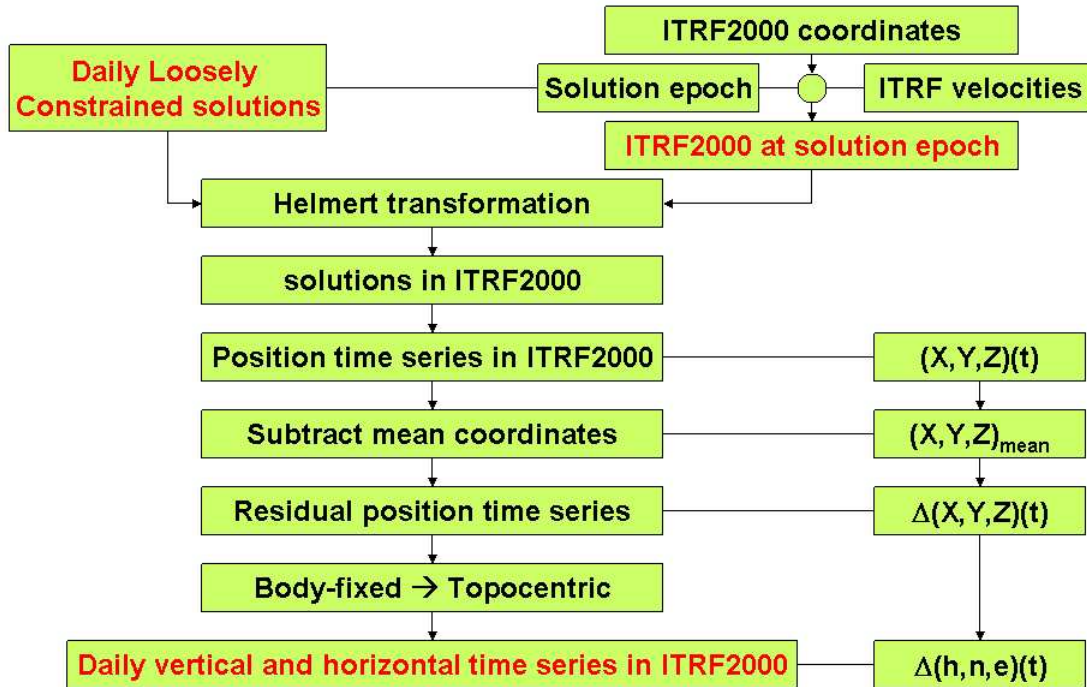 ITRF2000 coordinates
Daily Loosely
Constrained solutions
Solution epoch
ITRF velocities
ITRF2000 at solution epoch
Helmert transformation
solutions in ITRF2000
Position time series in ITRF2000
(X,Y,Z)(t)
Subtract mean coordinates
(X,Y,Z)mean
Residual position time series
Δ(X,Y,Z)(t)
Body-fixed → Topocentric
Daily vertical and horizontal time series in ITRF2000
Δ(h,n,e)(t)